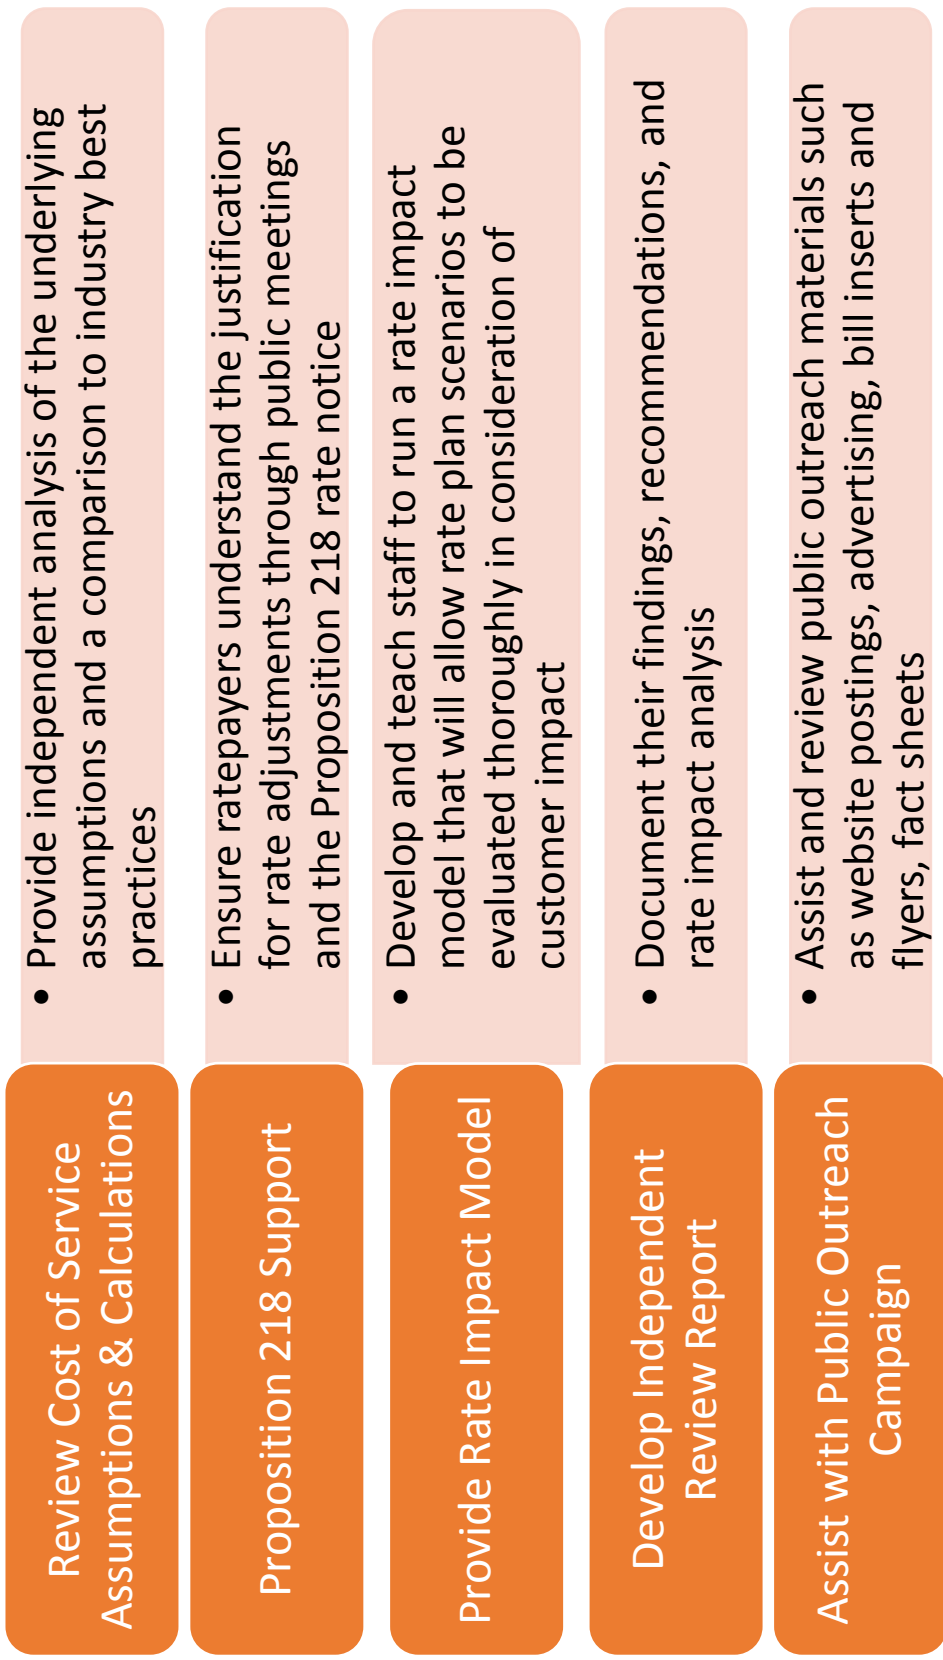 Review Cost of Service
Assumptions & Calculations
• Provide independent analysis of the underlying
assumptions and a comparison to industry best
practices
Proposition 218 Support
• Ensure ratepayers understand the justification
for rate adjustments through public meetings
and the Proposition 218 rate notice
Provide Rate Impact Model
• Develop and teach staff to run a rate impact
model that will allow rate plan scenarios to be
evaluated thoroughly in consideration of
customer impact
Develop Independent
Review Report
• Document their findings, recommendations, and
rate impact analysis
Assist with Public Outreach
Campaign
• Assist and review public outreach materials such
as website postings, advertising, bill inserts and
flyers, fact sheets